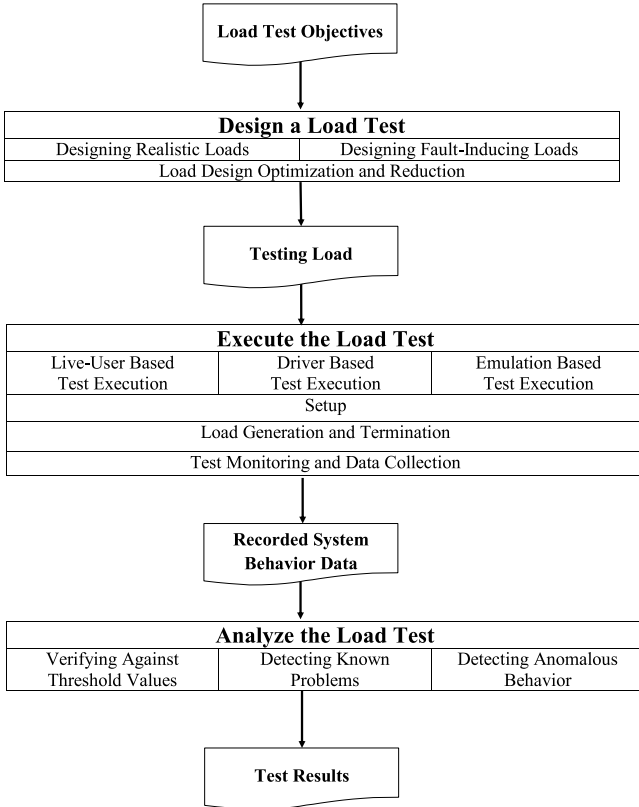 Load Test Objectives
Design a Load Test
Designing Realistic Loads
Designing Fault-Inducing Loads
Load Design Optimization and Reduction
Testing Load
Execute the Load Test
Live-User Based
Test Execution
Driver Based
Test Execution
Emulation Based
Test Execution
Setup
Load Generation and Termination
Test Monitoring and Data Collection
Recorded System
Behavior Data
Analyze the Load Test
Verifying Against
Threshold Values
Detecting Known
Problems
Detecting Anomalous
Behavior
Test Results